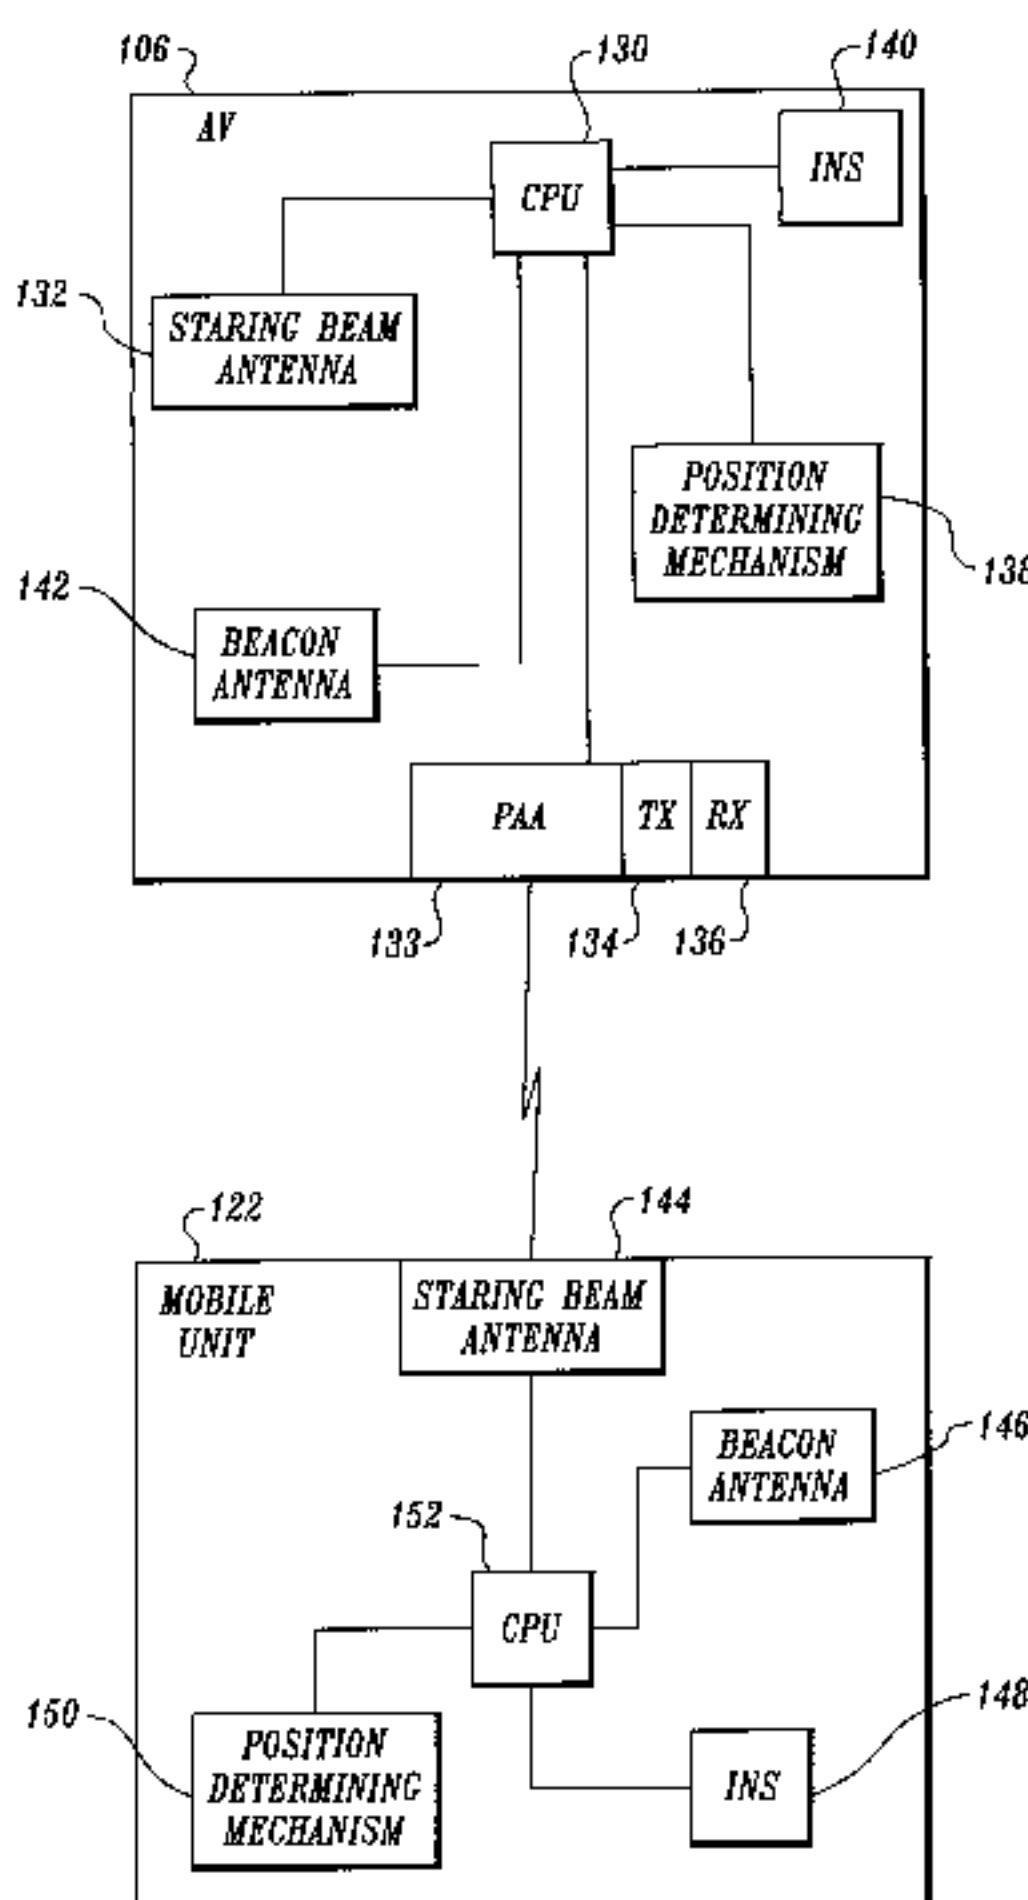 106
130
140
AV
INS
CPU
132
STARING BEAM
ANTENNA
POSITION
DETERMINING
MECHANISM
138
142
BEACON
ANTENNA
PAA
TX
RX
133
134
136
122
144
MOBILE
UNIT
STARING BEAM
ANTENNA
146
BEACON
ANTENNA
152
CPU
148
150
POSITION
DETERMINING
MECHANISM
INS